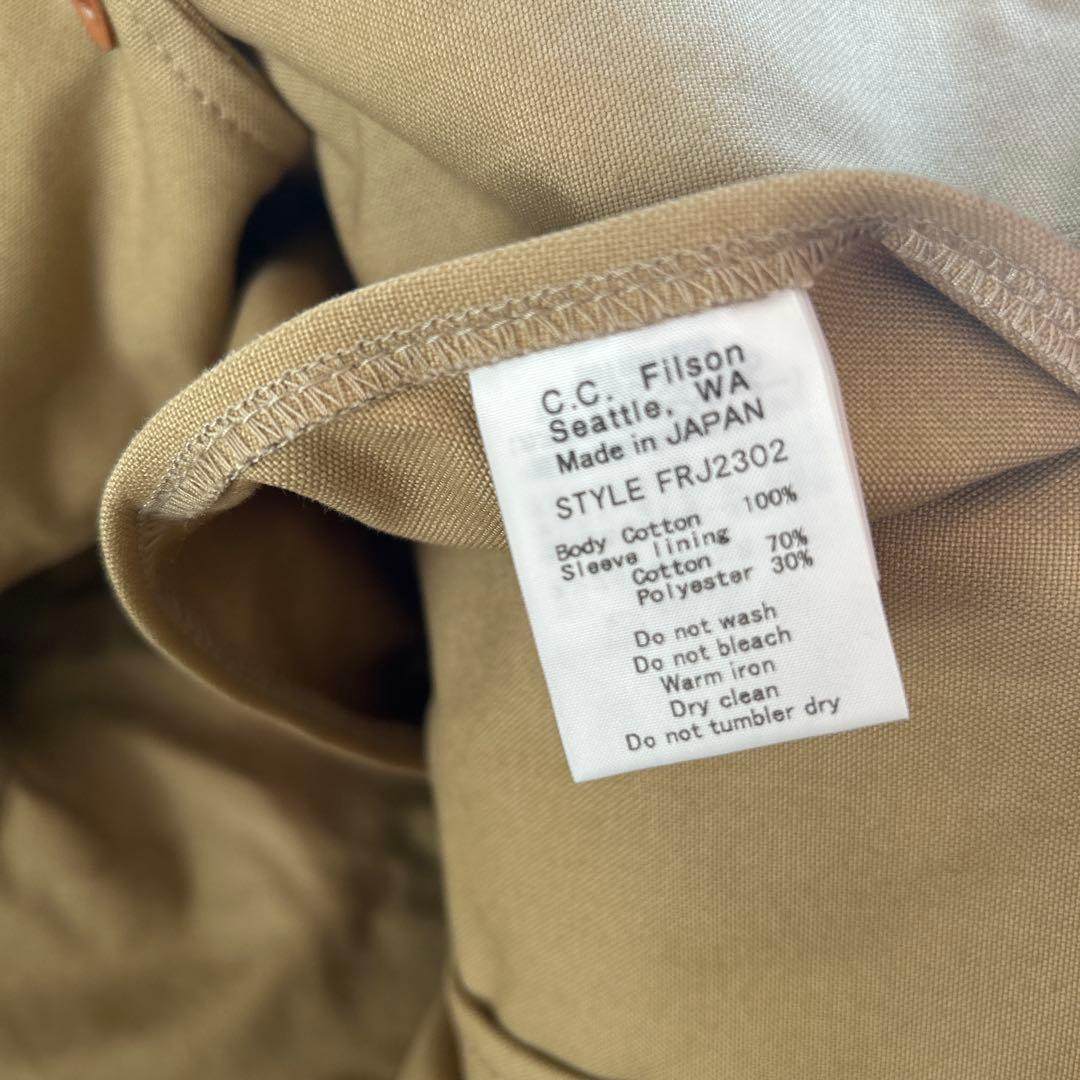 C.C. Filson
Seattle, WA
Made in JAPAN
STYLE FRJ2302
Body Cotton 100%
Sleeve lining
Cotton 70%
Polyester 30%
Do not wash
Do not bleach
Warm iron
Dry clean
Do not tumbler dry